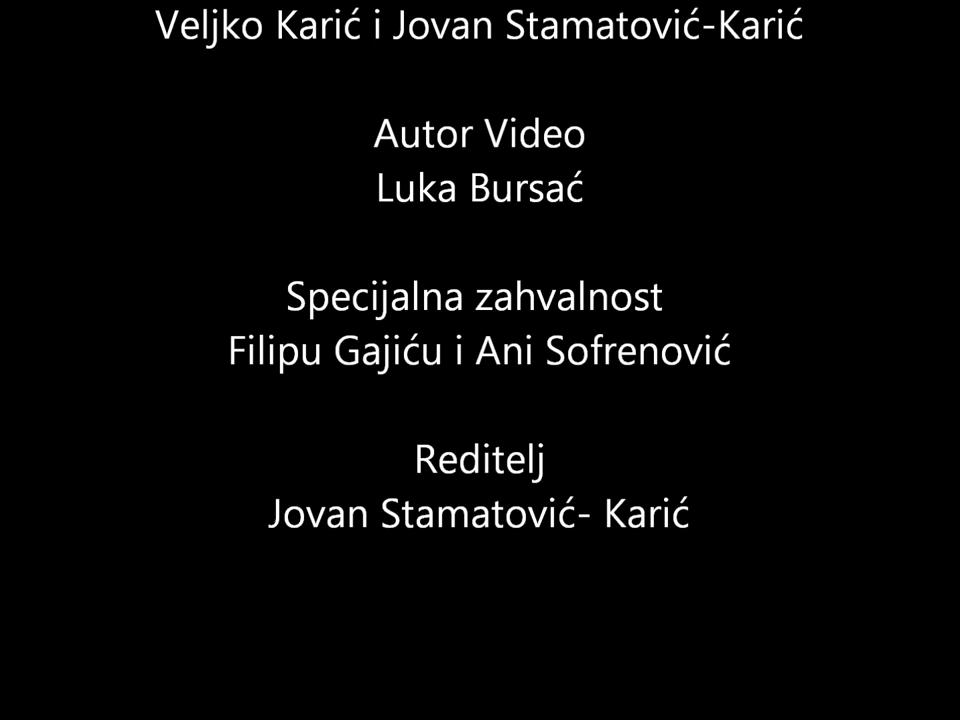 Veljko Karić i Jovan Stamatović-Karić
Autor Video
Luka Bursać
Specijalna zahvalnost
Filipu Gajiću i Ani Sofrenović
Reditelj
Jovan Stamatović- Karić